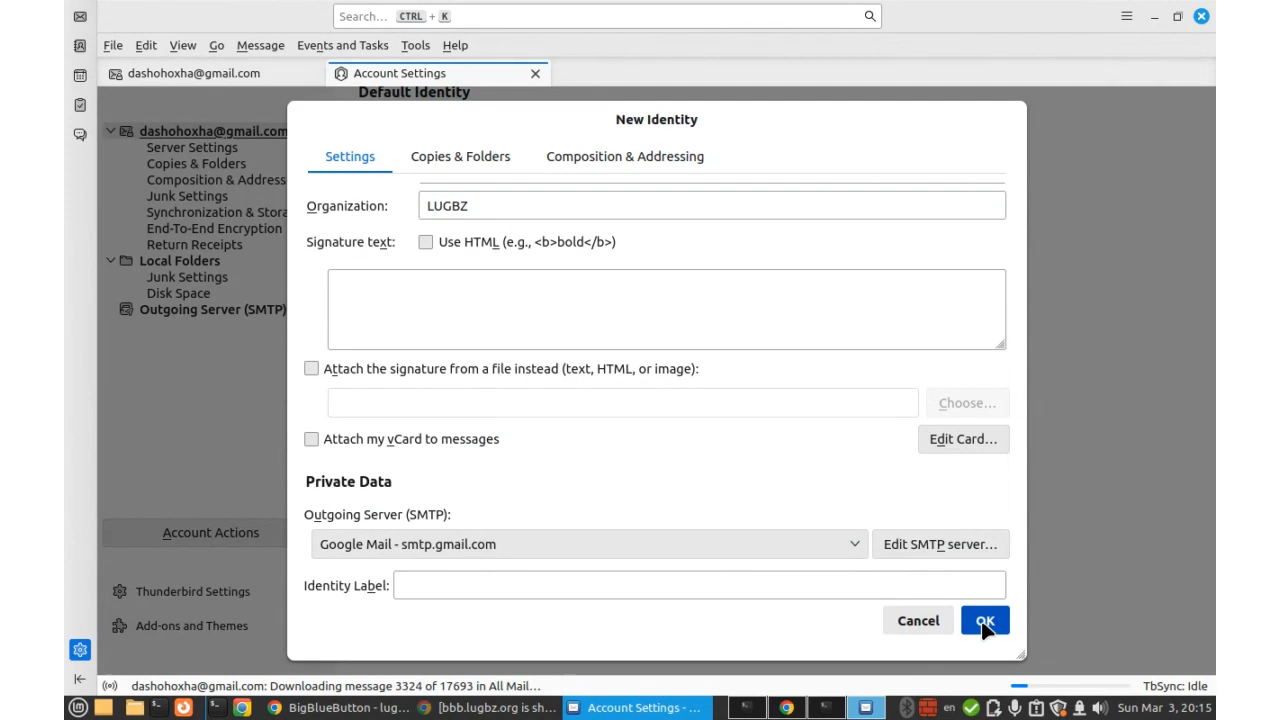 Search... CTRL + K
File Edit View Go Message Events and Tasks Tools Help
dashohoxha@gmail.com
Account Settings
Default Identity
dashohoxha@gmail.com
Server Settings
Copies & Folders
Composition & Address
Junk Settings
Synchronization & Stora
End-To-End Encryption
Return Receipts
Local Folders
Junk Settings
Disk Space
Outgoing Server (SMTP)
Account Actions
Thunderbird Settings
Add-ons and Themes
New Identity
Settings Copies & Folders Composition & Addressing
Organization: LUGBZ
Signature text: Use HTML (e.g., <b>bold</b>)
Attach the signature from a file instead (text, HTML, or image):
Choose...
Attach my vCard to messages Edit Card...
Private Data
Outgoing Server (SMTP):
Google Mail - smtp.gmail.com Edit SMTP server...
Identity Label:
Cancel OK
dashohoxha@gmail.com: Downloading message 3324 of 17693 in All Mail... TbSync: Idle
BigBlueButton - lug... [bbb.lugbz.org is sh... Account Settings - ... en Sun Mar 3, 20:15